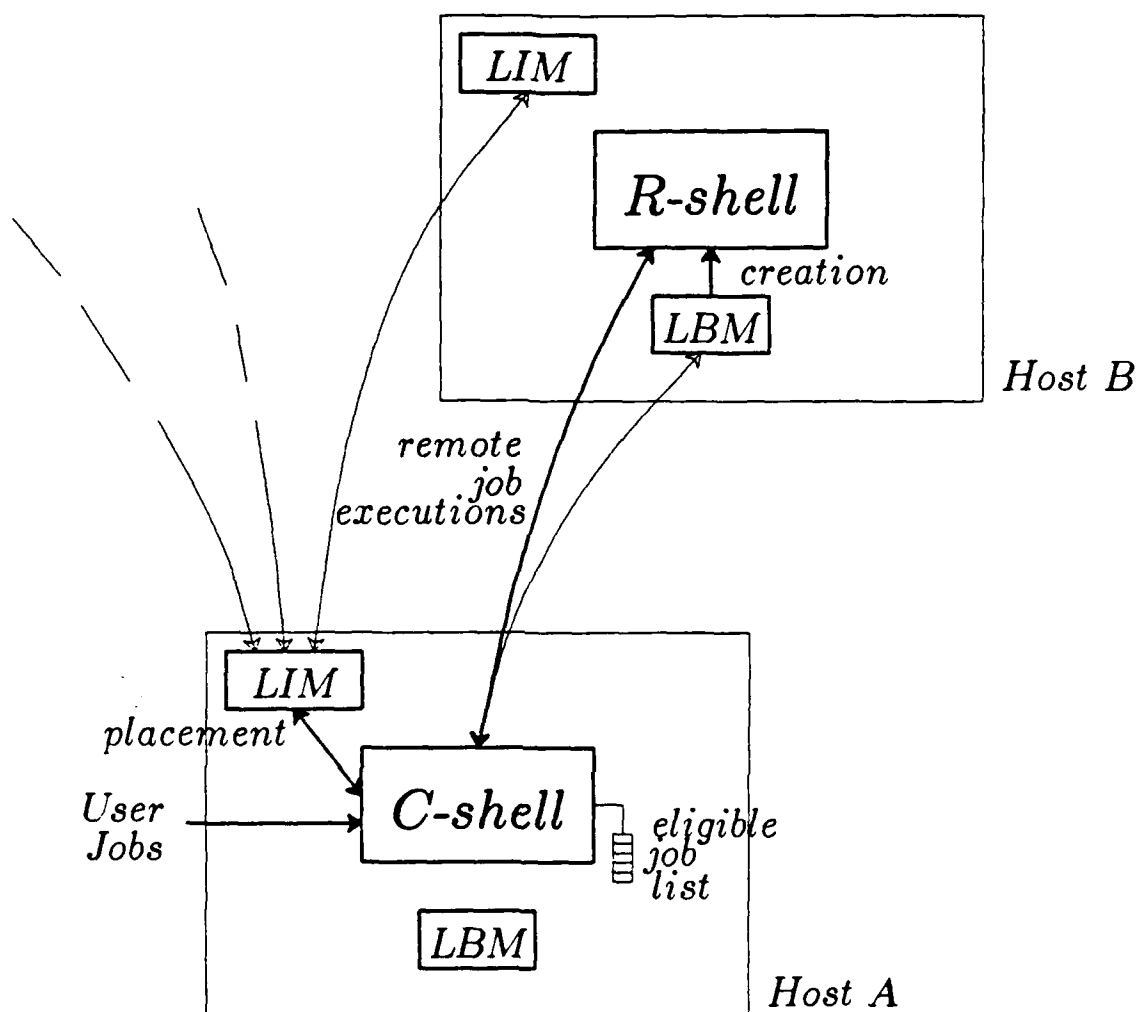 LIM
R-shell
creation
LBM
Host B
remote
job
executions
LIM
placement
C-shell
User
Jobs
eligible
job
list
LBM
Host A